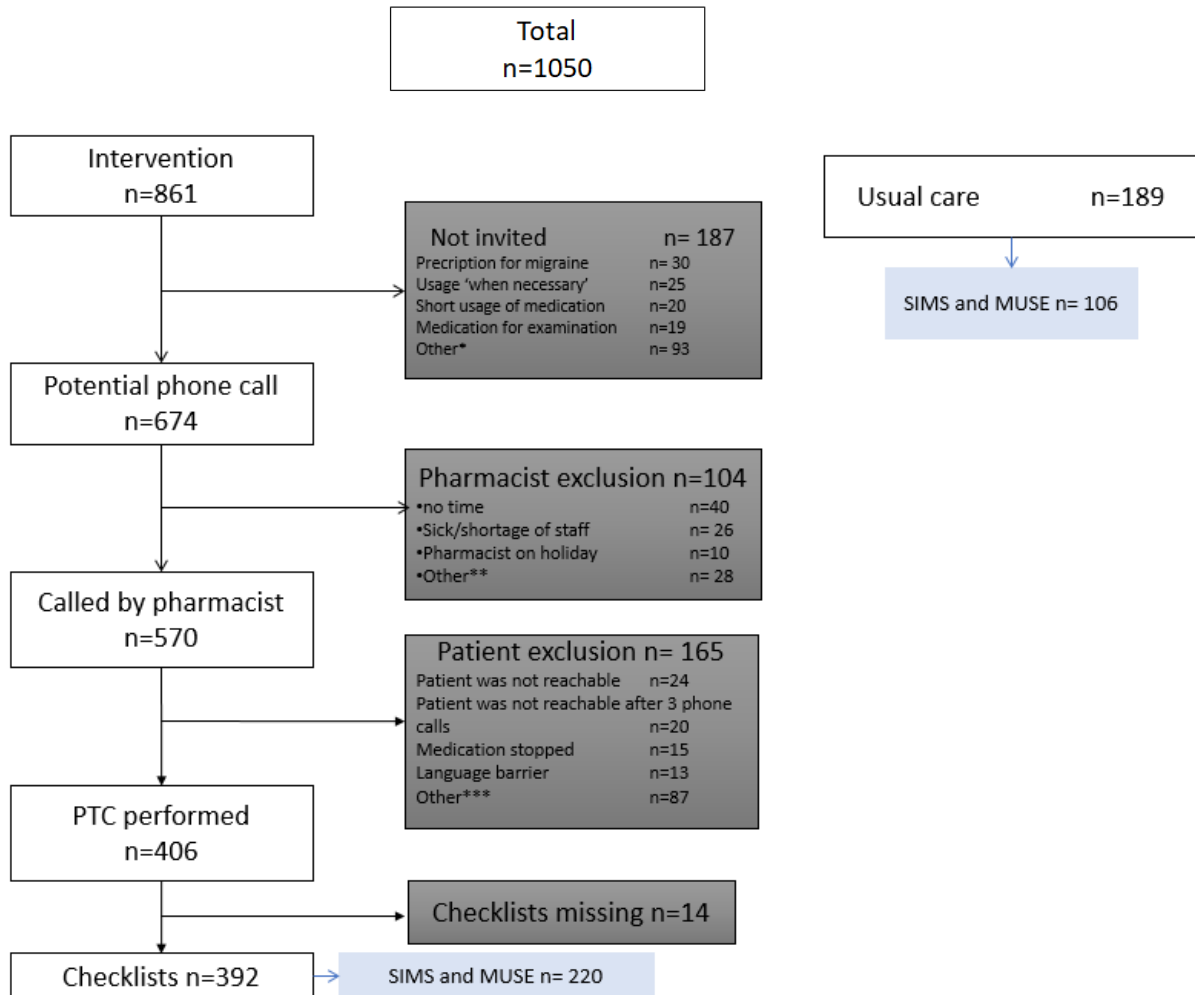 Total
n=1050
Intervention
n=861
Usual care n=189
SIMS and MUSE n= 106
Not invited n= 187
Precription for migraine n= 30
Usage ‘when necessary’ n=25
Short usage of medication n=20
Medication for examination n=19
Other* n= 93
Potential phone call
n=674
Pharmacist exclusion n=104
•no time n=40
•Sick/shortage of staff n= 26
•Pharmacist on holiday n=10
•Other** n= 28
Called by pharmacist
n=570
Patient exclusion n= 165
Patient was not reachable n=24
Patient was not reachable after 3 phone
calls n=20
Medication stopped n=15
Language barrier n=13
Other*** n=87
PTC performed
n=406
Checklists missing n=14
Checklists n=392
SIMS and MUSE n= 220